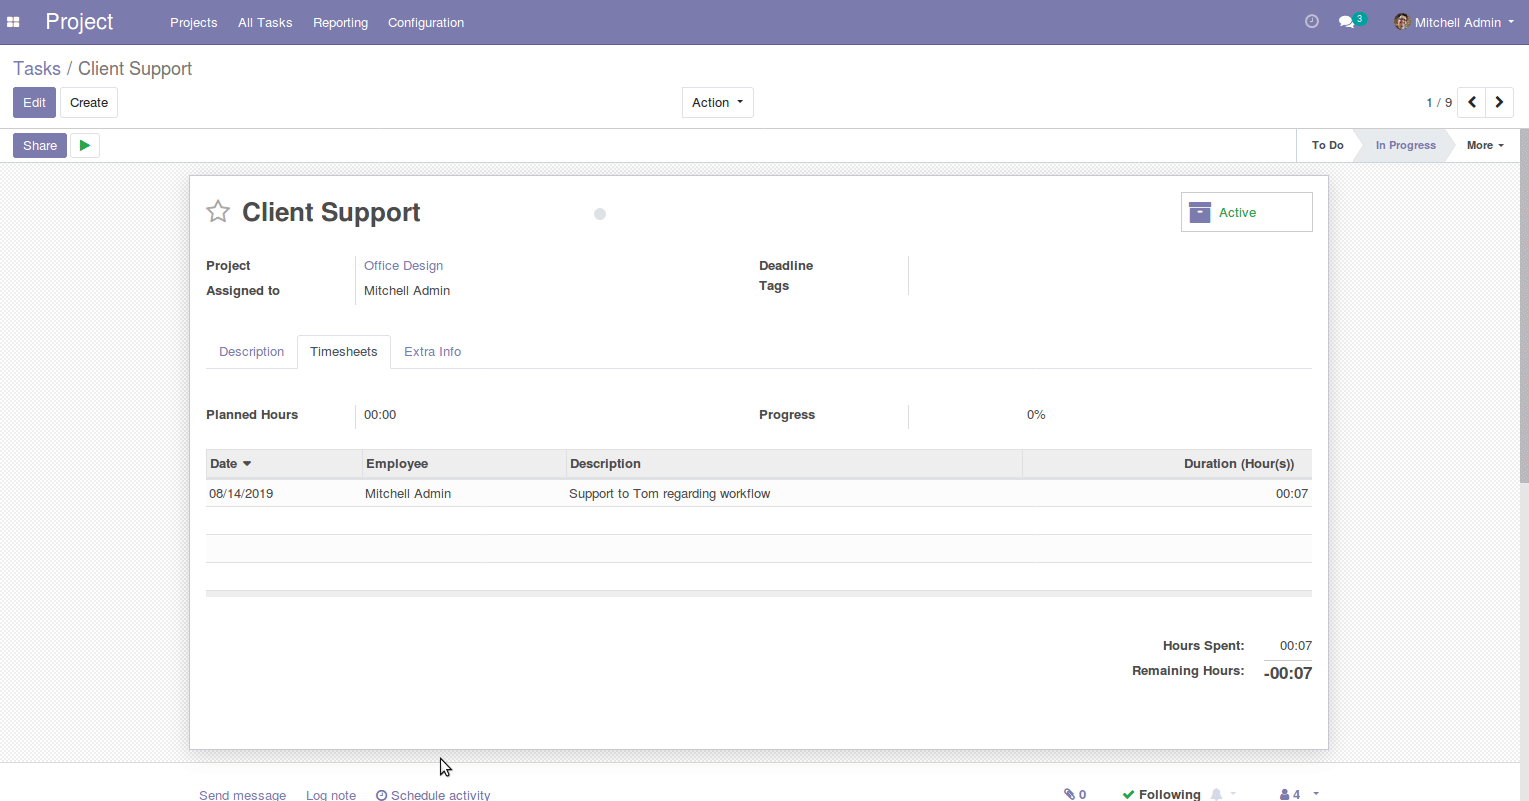 Project Projects All Tasks Reporting Configuration 3 Mitchell Admin
Tasks / Client Support
Edit Create Action 1 / 9
Share To Do In Progress More
Client Support Active
Project Office Design Deadline
Assigned to Mitchell Admin Tags
Description Timesheets Extra Info
Planned Hours 00:00 Progress 0%
Date Employee Description Duration (Hour(s))
08/14/2019 Mitchell Admin Support to Tom regarding workflow 00:07
Hours Spent: 00:07
Remaining Hours: -00:07
Send message Log note Schedule activity 0 Following 4